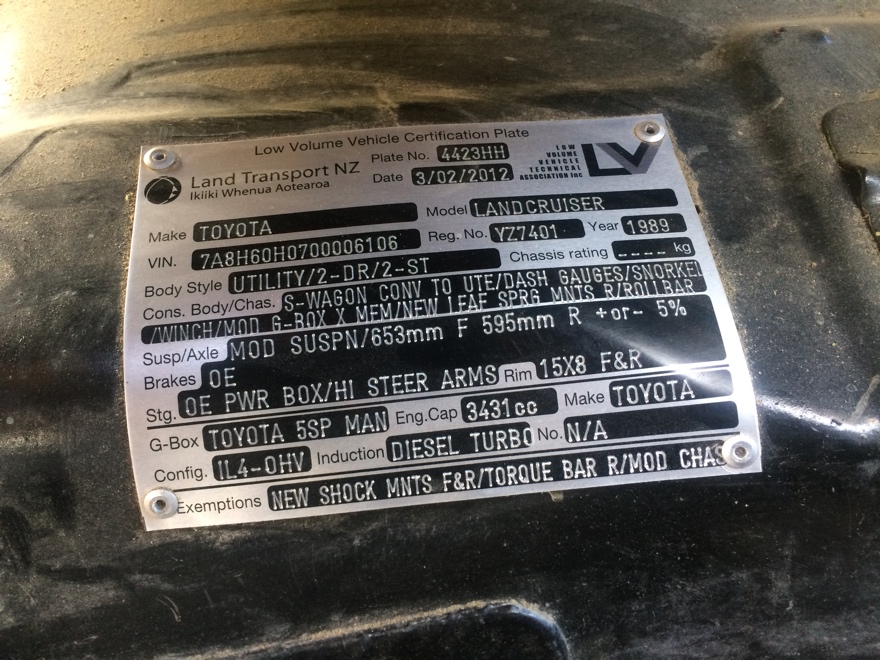 Low Volume Vehicle Certification Plate
Land Transport NZ
Ikiiki Whenua Aotearoa
Plate No. 4423HH
Date 3/02/2012
LOW
VOLUME
VEHICLE
TECHNICAL
ASSOCIATION Inc
LV
Make TOYOTA Model LANDCRUISER
VIN. 7A8H60H0700006106 Reg. No. YZ7401 Year 1989
Body Style UTILITY/2-DR/2-ST Chassis rating ---- kg
Cons. Body/Chas. S-WAGON CONV TO UTE/DASH GAUGES/SNORKEL
/WINCH/MOD G-BOX X MEM/NEW LEAF SPRG MNTS R/ROLLBAR
Susp/Axle MOD SUSPN/653mm F 595mm R +or- 5%
Brakes OE
Stg. OE PWR BOX/HI STEER ARMS Rim 15X8 F&R
G-Box TOYOTA 5SP MAN Eng.Cap 3431cc Make TOYOTA
Config. IL4-OHV Induction DIESEL TURBO No. N/A
Exemptions NEW SHOCK MNTS F&R/TORQUE BAR R/MOD CHAS